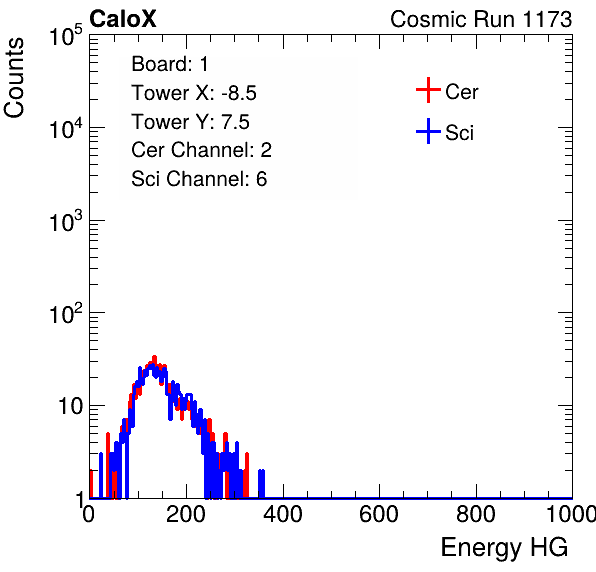 CaloX
Cosmic Run 1173
Counts
Board: 1
Tower X: -8.5
Tower Y: 7.5
Cer Channel: 2
Sci Channel: 6
Cer
Sci
10^5
10^4
10^3
10^2
10
1
0 200 400 600 800 1000
Energy HG